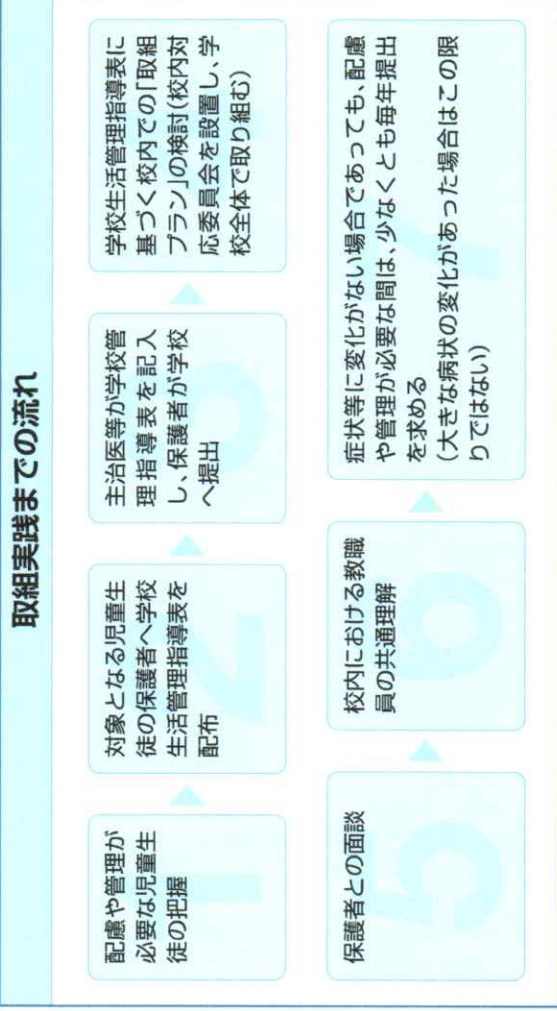 取組実践までの流れ
1
配慮や管理が
必要な児童生
徒の把握
2
対象となる児童生
徒の保護者へ学校
生活管理指導表を
配布
3
主治医等が学校管
理指導表を記入
し、保護者が学校
へ提出
学校生活管理指導表に
基づく校内での「取組
プラン」の検討(校内対
応委員会を設置し、学
校全体で取り組む)
5
保護者との面談
6
校内における教職
員の共通理解
7
症状等に変化がない場合であっても、配慮
や管理が必要な間は、少なくとも毎年提出
を求める
(大きな病状の変化があった場合はこの限
りではない)